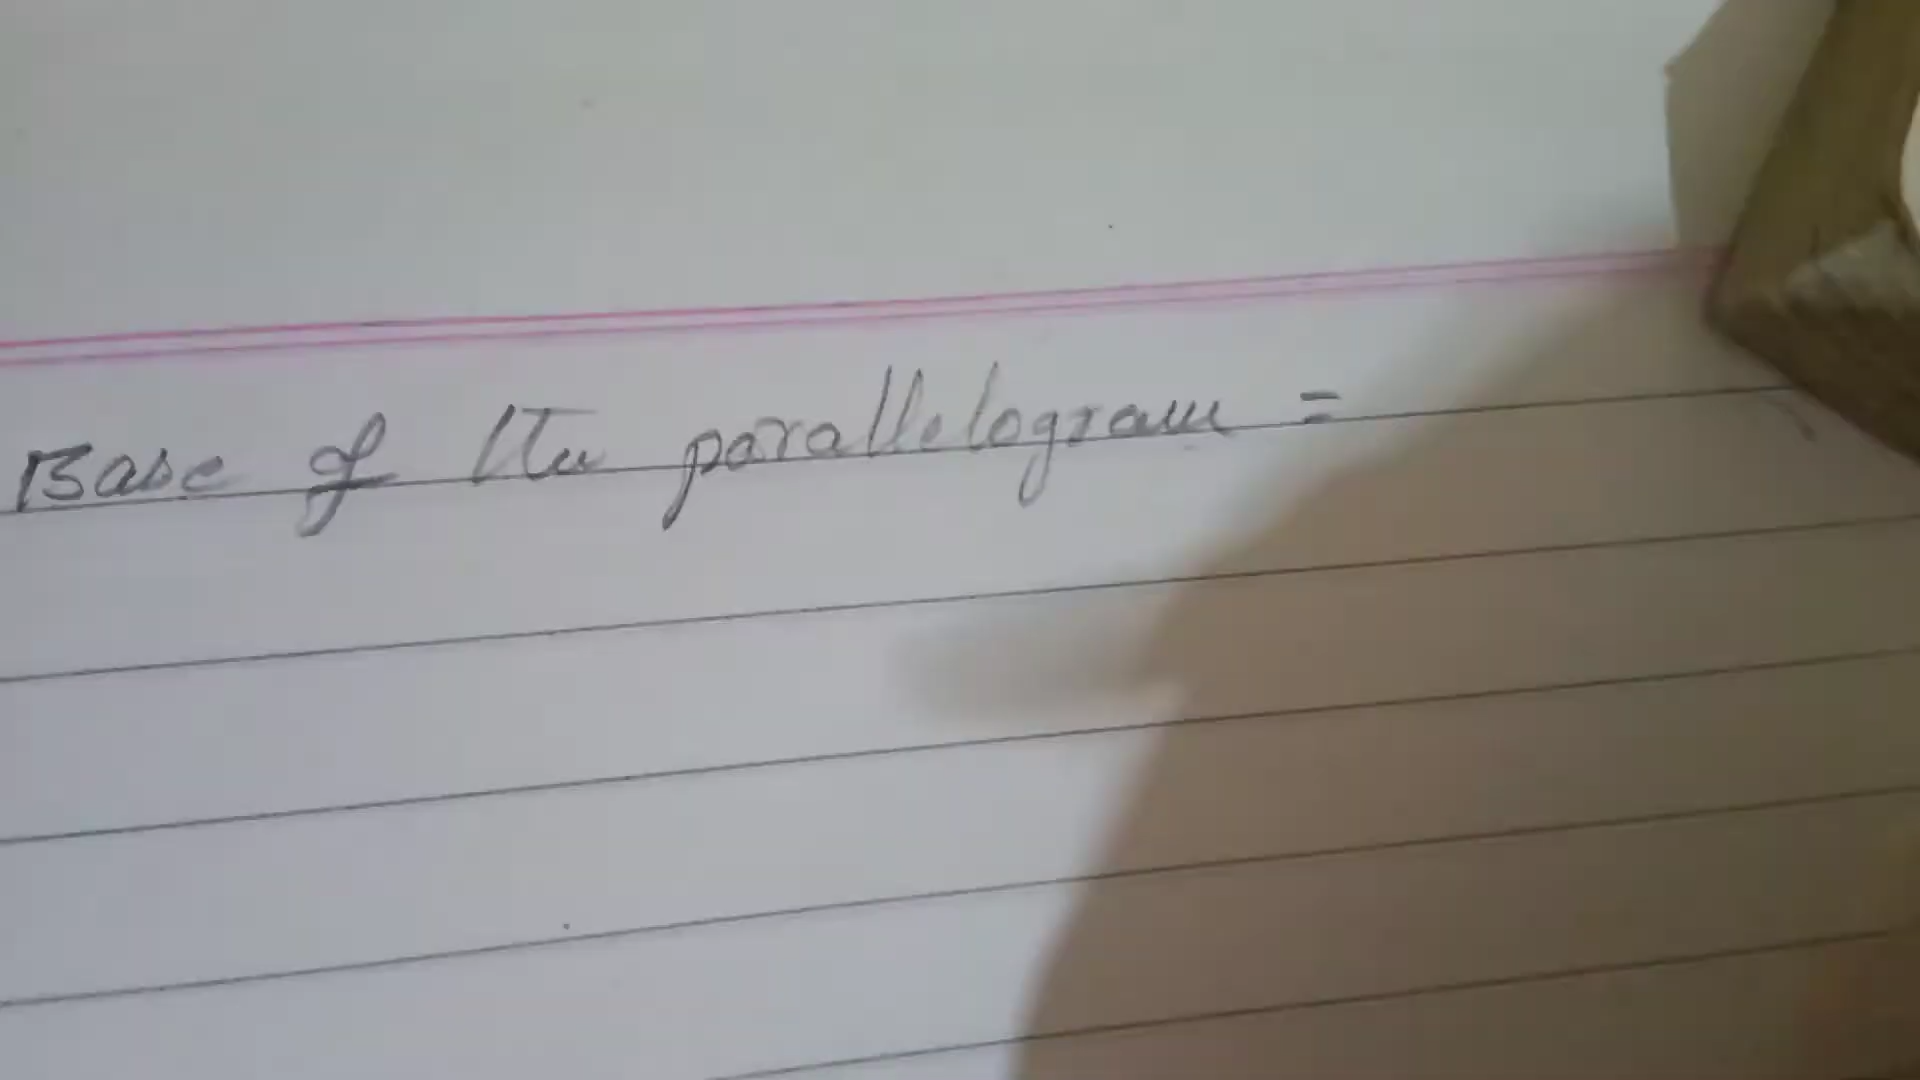 Base of the parallelogram =